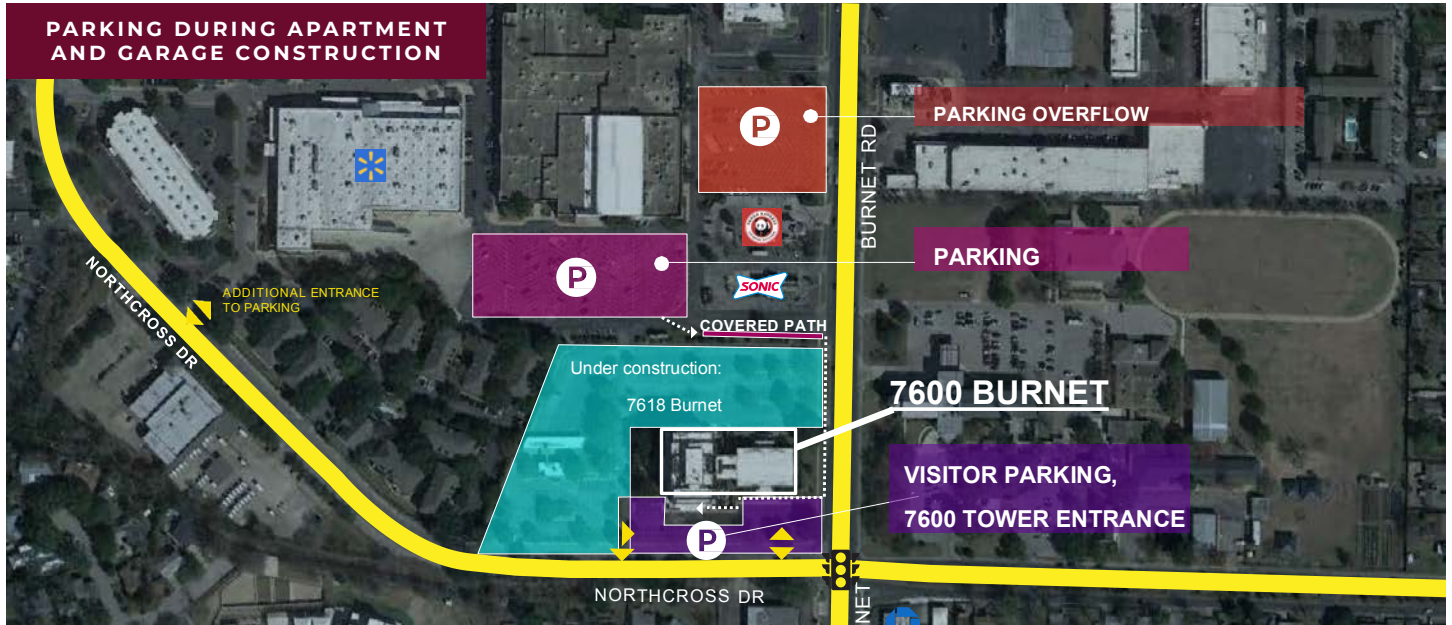 PARKING DURING APARTMENT
AND GARAGE CONSTRUCTION
P
PARKING OVERFLOW
BURNET RD
PARKING
P
SONIC
NORTHCROSS DR
ADDITIONAL ENTRANCE
TO PARKING
COVERED PATH
Under construction:
7618 Burnet
7600 BURNET
VISITOR PARKING,
7600 TOWER ENTRANCE
P
NORTHCROSS DR
NET